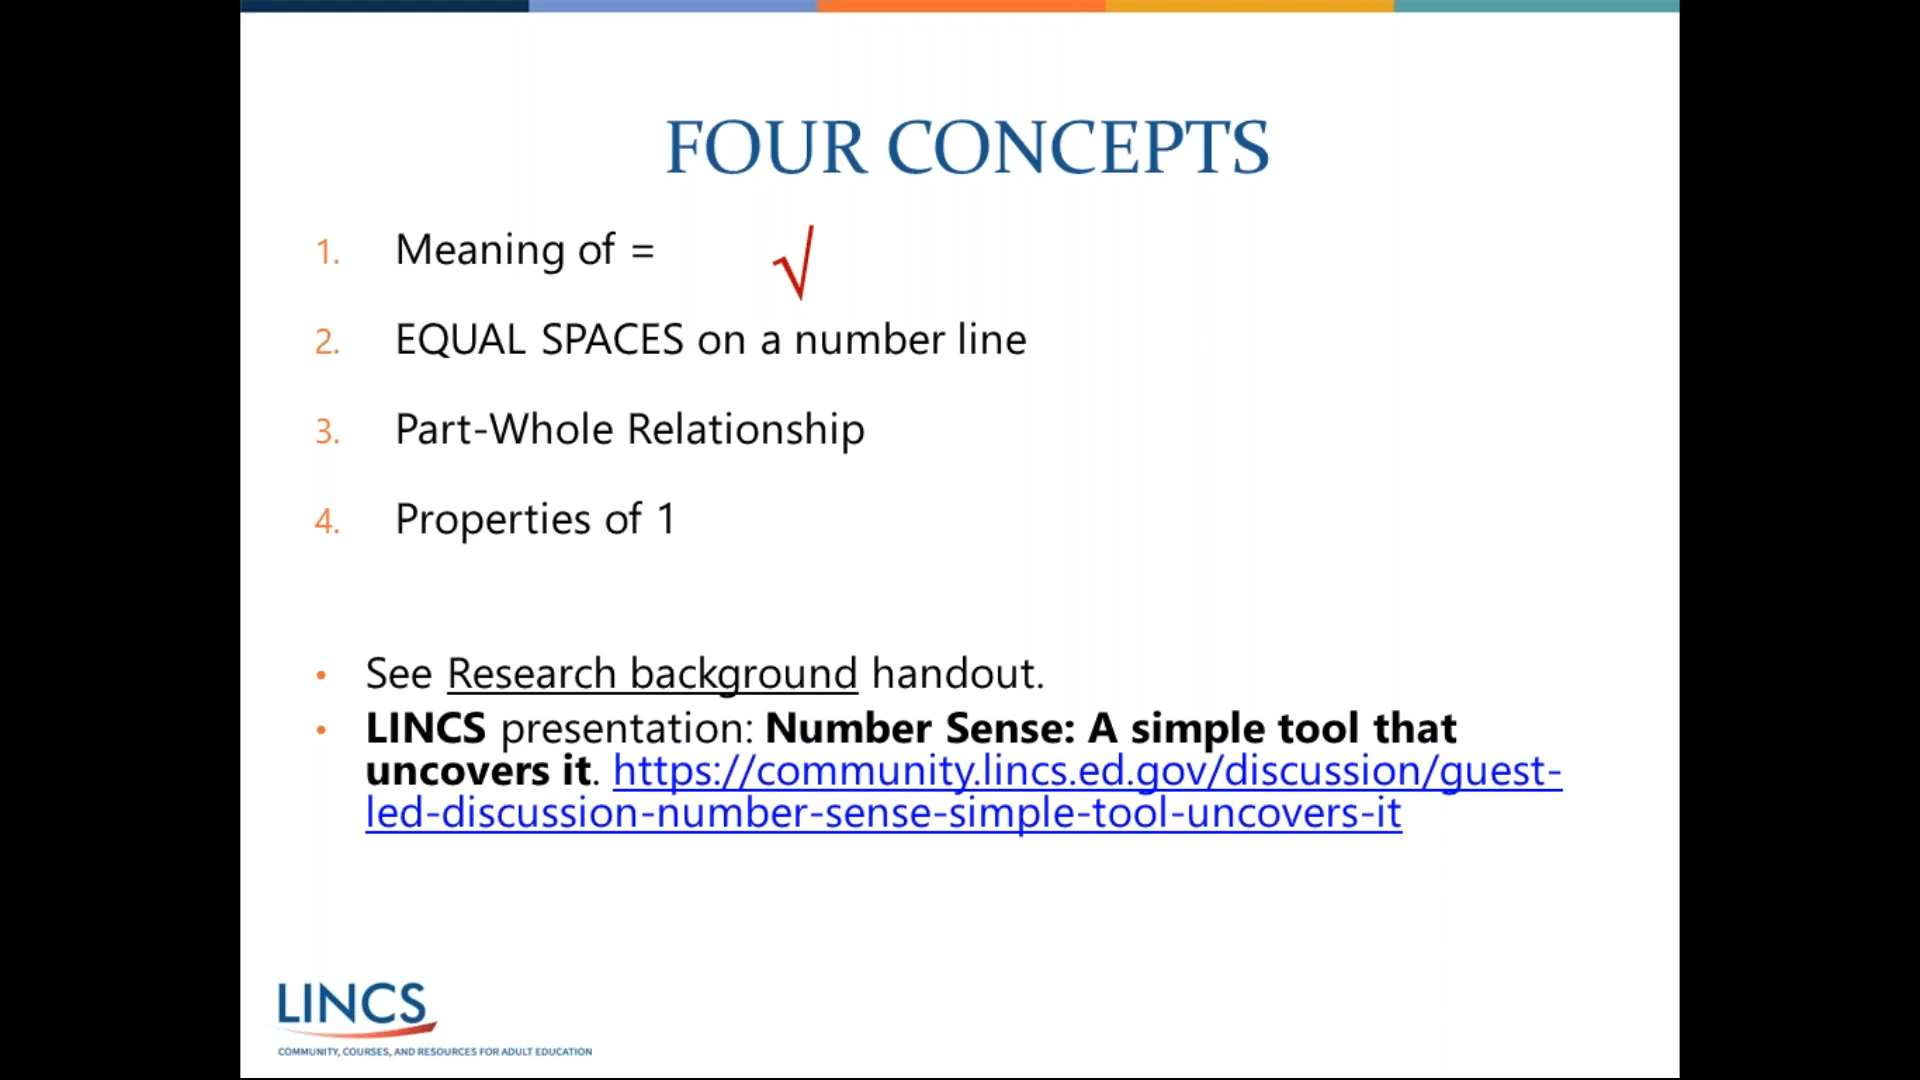 FOUR CONCEPTS
1. Meaning of = √
2. EQUAL SPACES on a number line
3. Part-Whole Relationship
4. Properties of 1
• See Research background handout.
• LINCS presentation: Number Sense: A simple tool that
uncovers it. https://community.lincs.ed.gov/discussion/guest-
led-discussion-number-sense-simple-tool-uncovers-it
LINCS
COMMUNITY, COURSES, AND RESOURCES FOR ADULT EDUCATION